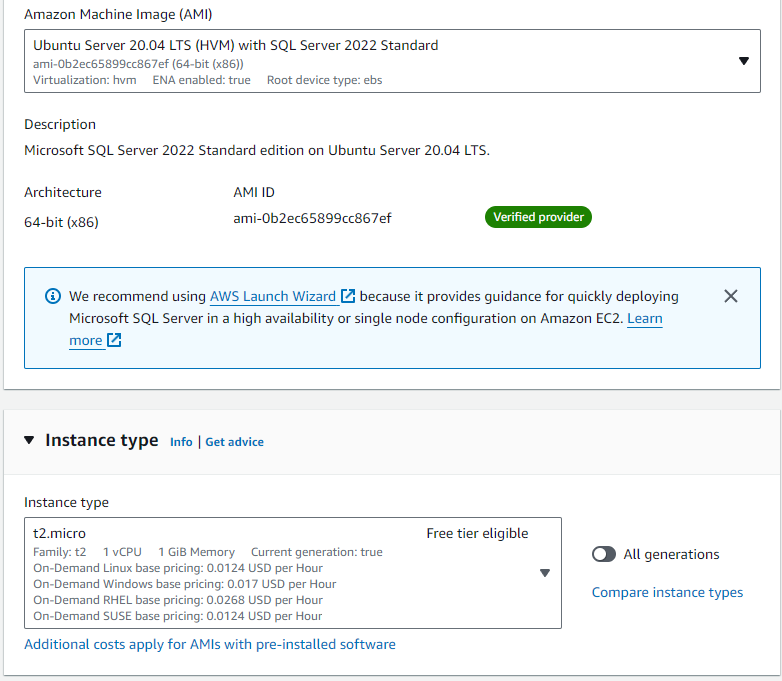 Amazon Machine Image (AMI)
Ubuntu Server 20.04 LTS (HVM) with SQL Server 2022 Standard
ami-0b2ec65899cc867ef (64-bit (x86))
Virtualization: hvm ENA enabled: true Root device type: ebs
Description
Microsoft SQL Server 2022 Standard edition on Ubuntu Server 20.04 LTS.
Architecture AMI ID
64-bit (x86) ami-0b2ec65899cc867ef Verified provider
We recommend using AWS Launch Wizard because it provides guidance for quickly deploying
Microsoft SQL Server in a high availability or single node configuration on Amazon EC2. Learn
more
Instance type Info | Get advice
Instance type
t2.micro Free tier eligible
Family: t2 1 vCPU 1 GiB Memory Current generation: true
On-Demand Linux base pricing: 0.0124 USD per Hour
On-Demand Windows base pricing: 0.017 USD per Hour
On-Demand RHEL base pricing: 0.0268 USD per Hour
On-Demand SUSE base pricing: 0.0124 USD per Hour
All generations
Compare instance types
Additional costs apply for AMIs with pre-installed software